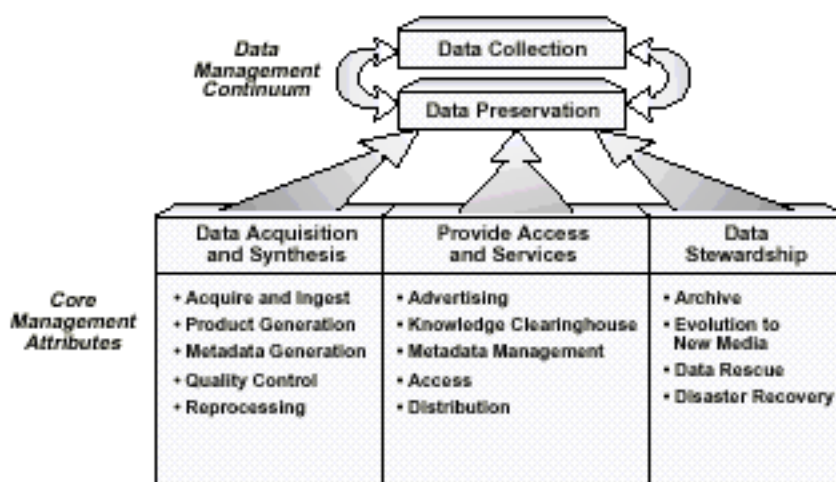 Data
Management
Continuum
Data Collection
Data Preservation
Data Acquisition
and Synthesis
Provide Access
and Services
Data
Stewardship
Core
Management
Attributes
• Acquire and Ingest
• Product Generation
• Metadata Generation
• Quality Control
• Reprocessing
• Advertising
• Knowledge Clearinghouse
• Metadata Management
• Access
• Distribution
• Archive
• Evolution to
New Media
• Data Rescue
• Disaster Recovery